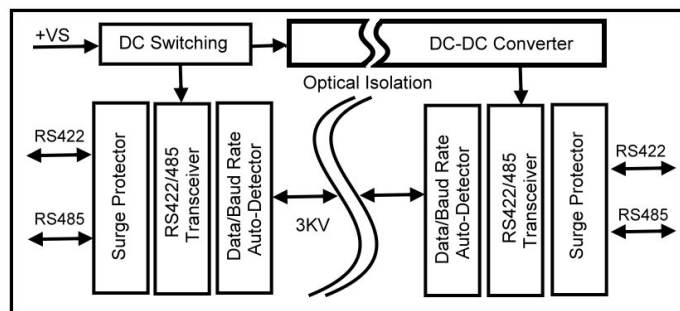 +VS
DC Switching
DC-DC Converter
Optical Isolation
RS422
RS485
Surge Protector
RS422/485
Transceiver
Data/Baud Rate
Auto-Detector
3KV
Data/Baud Rate
Auto-Detector
RS422/485
Transceiver
Surge Protector
RS422
RS485